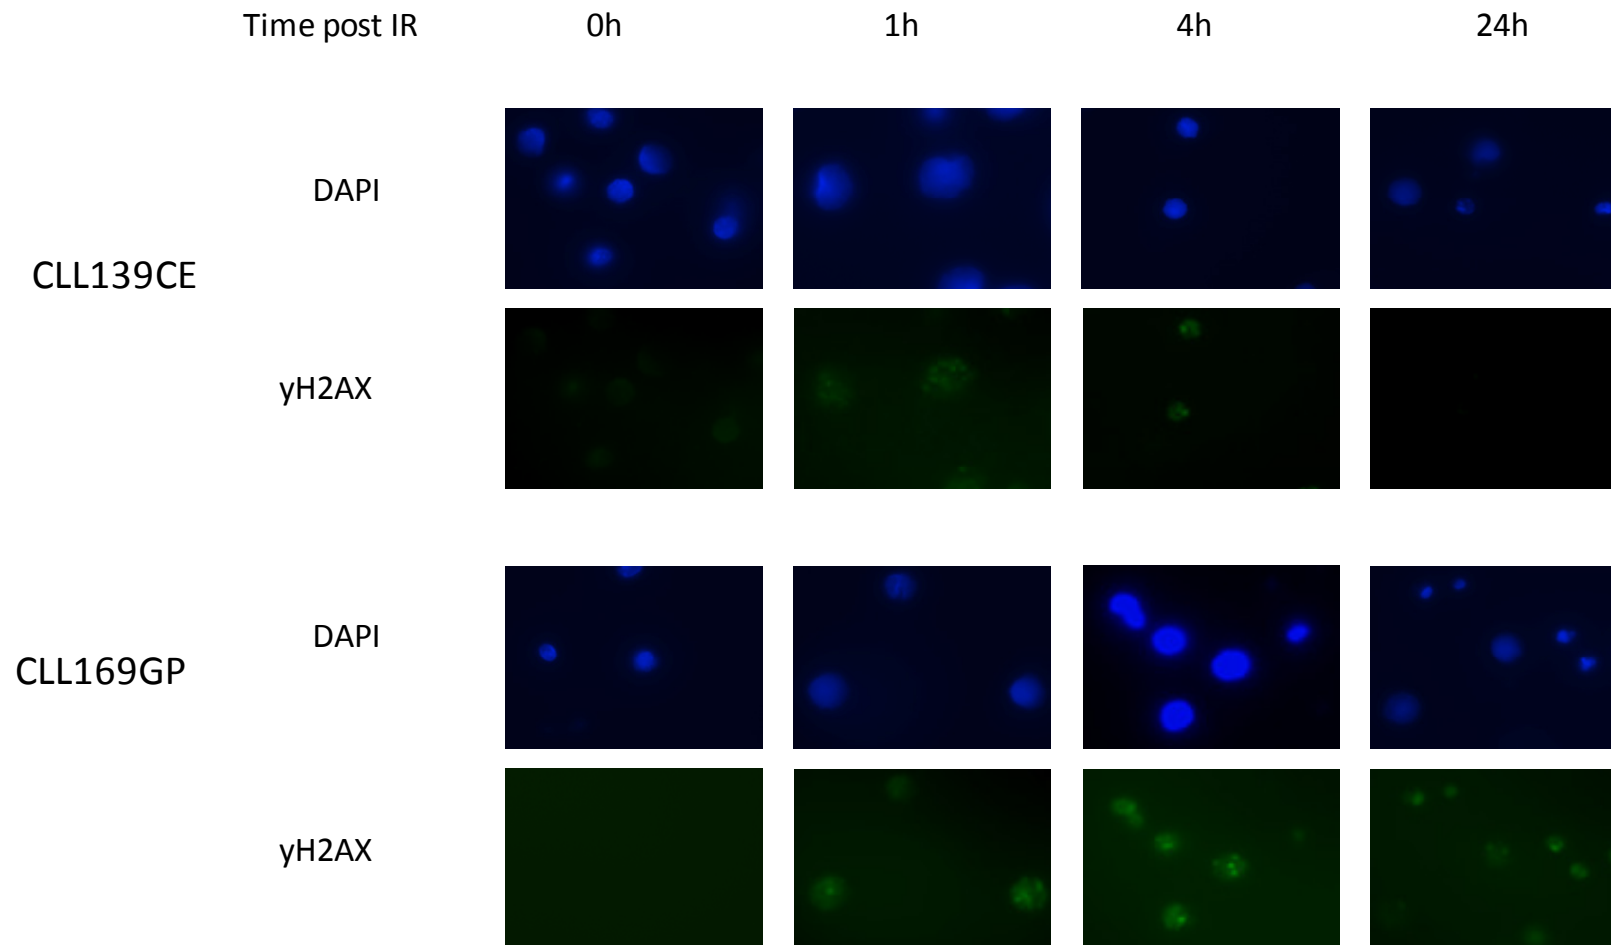 Time post IR 0h 1h 4h 24h
DAPI
CLL139CE
yH2AX
DAPI
CLL169GP
yH2AX